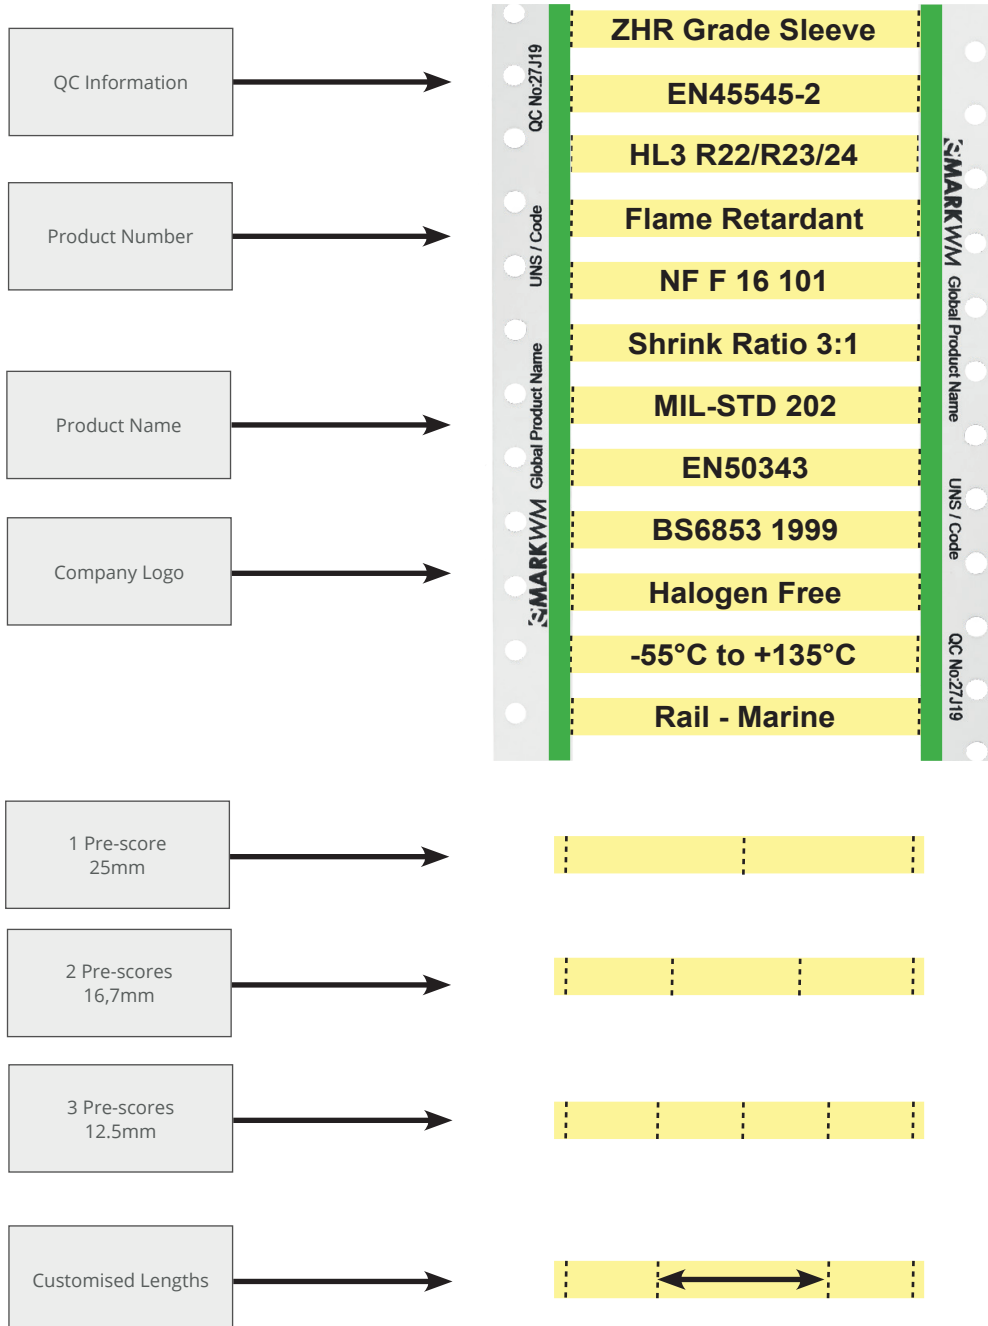 QC Information
Product Number
Product Name
Company Logo
QC No:27J19
UNS / Code
Global Product Name
SMARKWM
ZHR Grade Sleeve
EN45545-2
HL3 R22/R23/24
Flame Retardant
NF F 16 101
Shrink Ratio 3:1
MIL-STD 202
EN50343
BS6853 1999
Halogen Free
-55°C to +135°C
Rail - Marine
SMARKWM
Global Product Name
UNS / Code
QC No:27J19
1 Pre-score
25mm
2 Pre-scores
16,7mm
3 Pre-scores
12.5mm
Customised Lengths